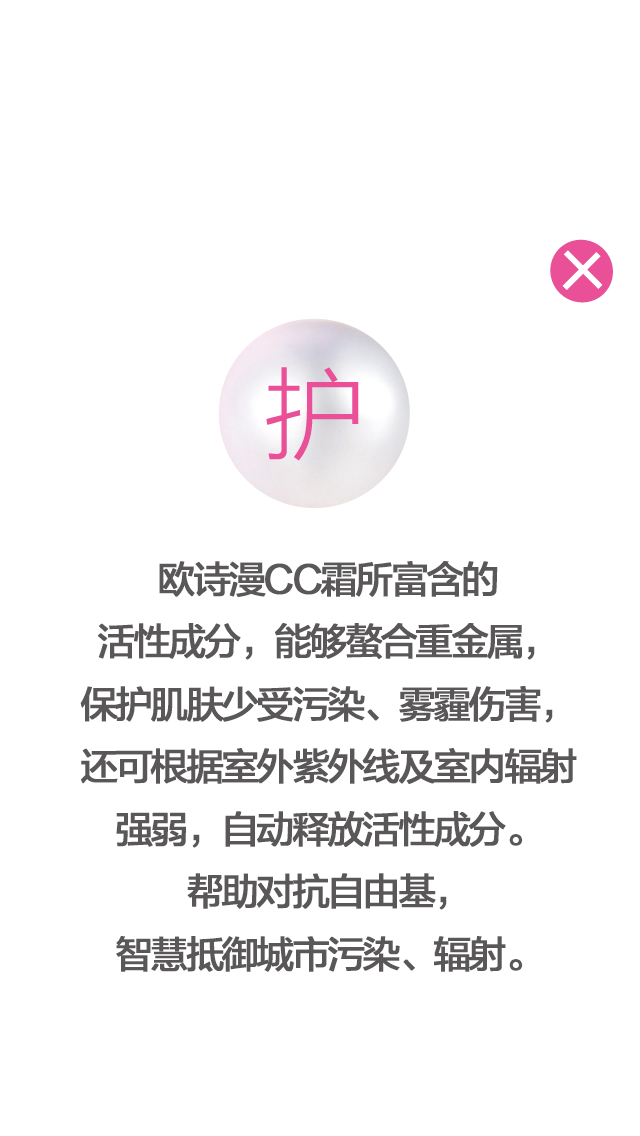 护
欧诗漫CC霜所富含的
活性成分，能够螯合重金属，
保护肌肤少受污染、雾霾伤害，
还可根据室外紫外线及室内辐射
强弱，自动释放活性成分。
帮助对抗自由基，
智慧抵御城市污染、辐射。